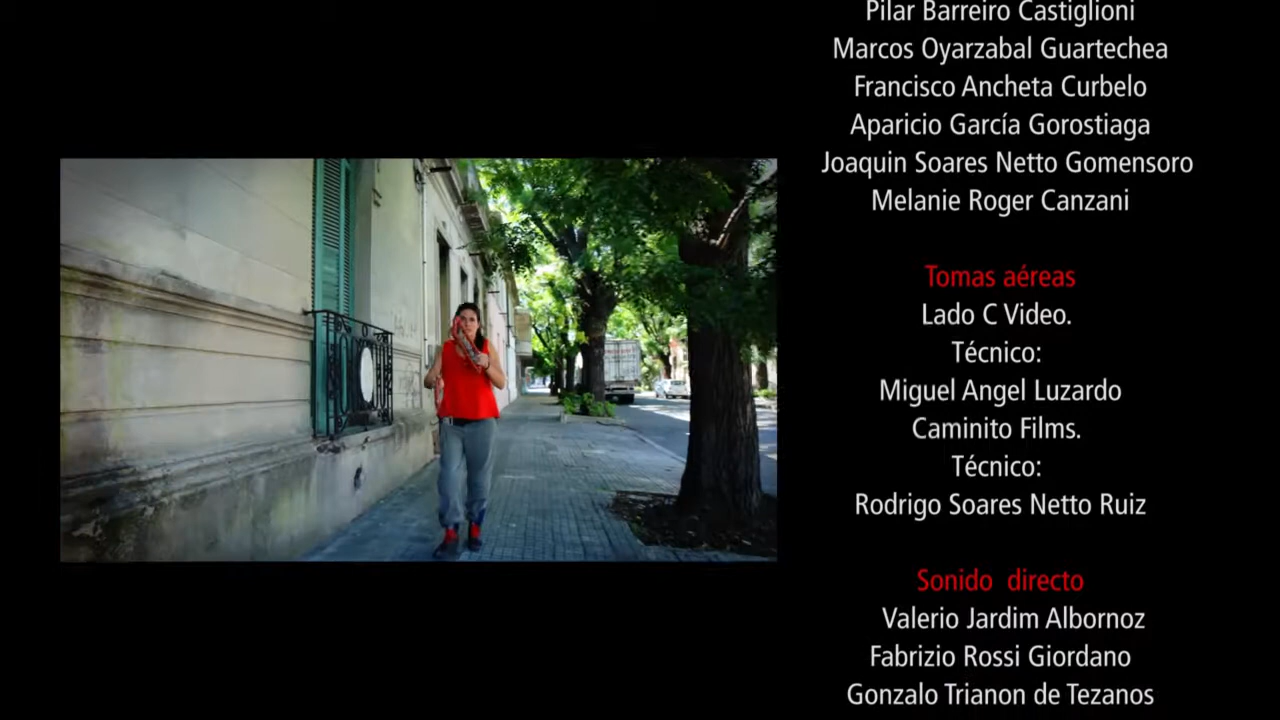 Pilar Barreiro Castiglioni
Marcos Oyarzabal Guartechea
Francisco Ancheta Curbelo
Aparicio García Gorostiaga
Joaquin Soares Netto Gomensoro
Melanie Roger Canzani
Tomas aéreas
Lado C Video.
Técnico:
Miguel Angel Luzardo
Caminito Films.
Técnico:
Rodrigo Soares Netto Ruiz
Sonido directo
Valerio Jardim Albornoz
Fabrizio Rossi Giordano
Gonzalo Trianon de Tezanos